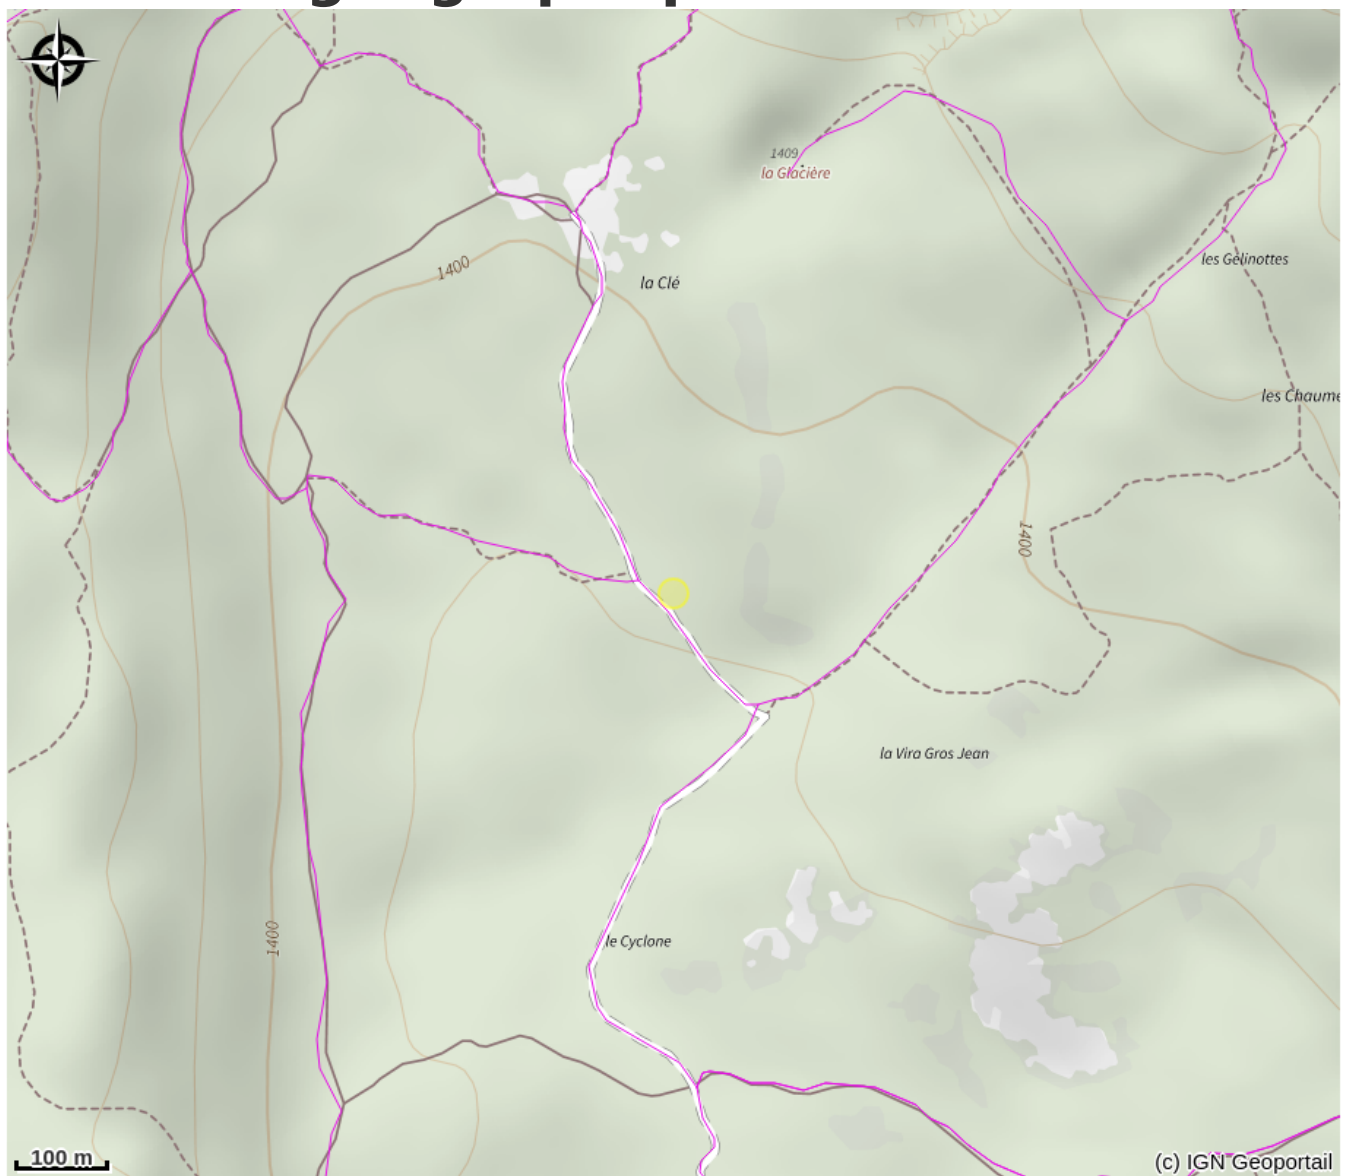 1409
la Glacière
les Gélinottes
1400
la Clé
les Chaume
1400
la Vira Gros Jean
1400
le Cyclone
100 m
(c) IGN Geoportail